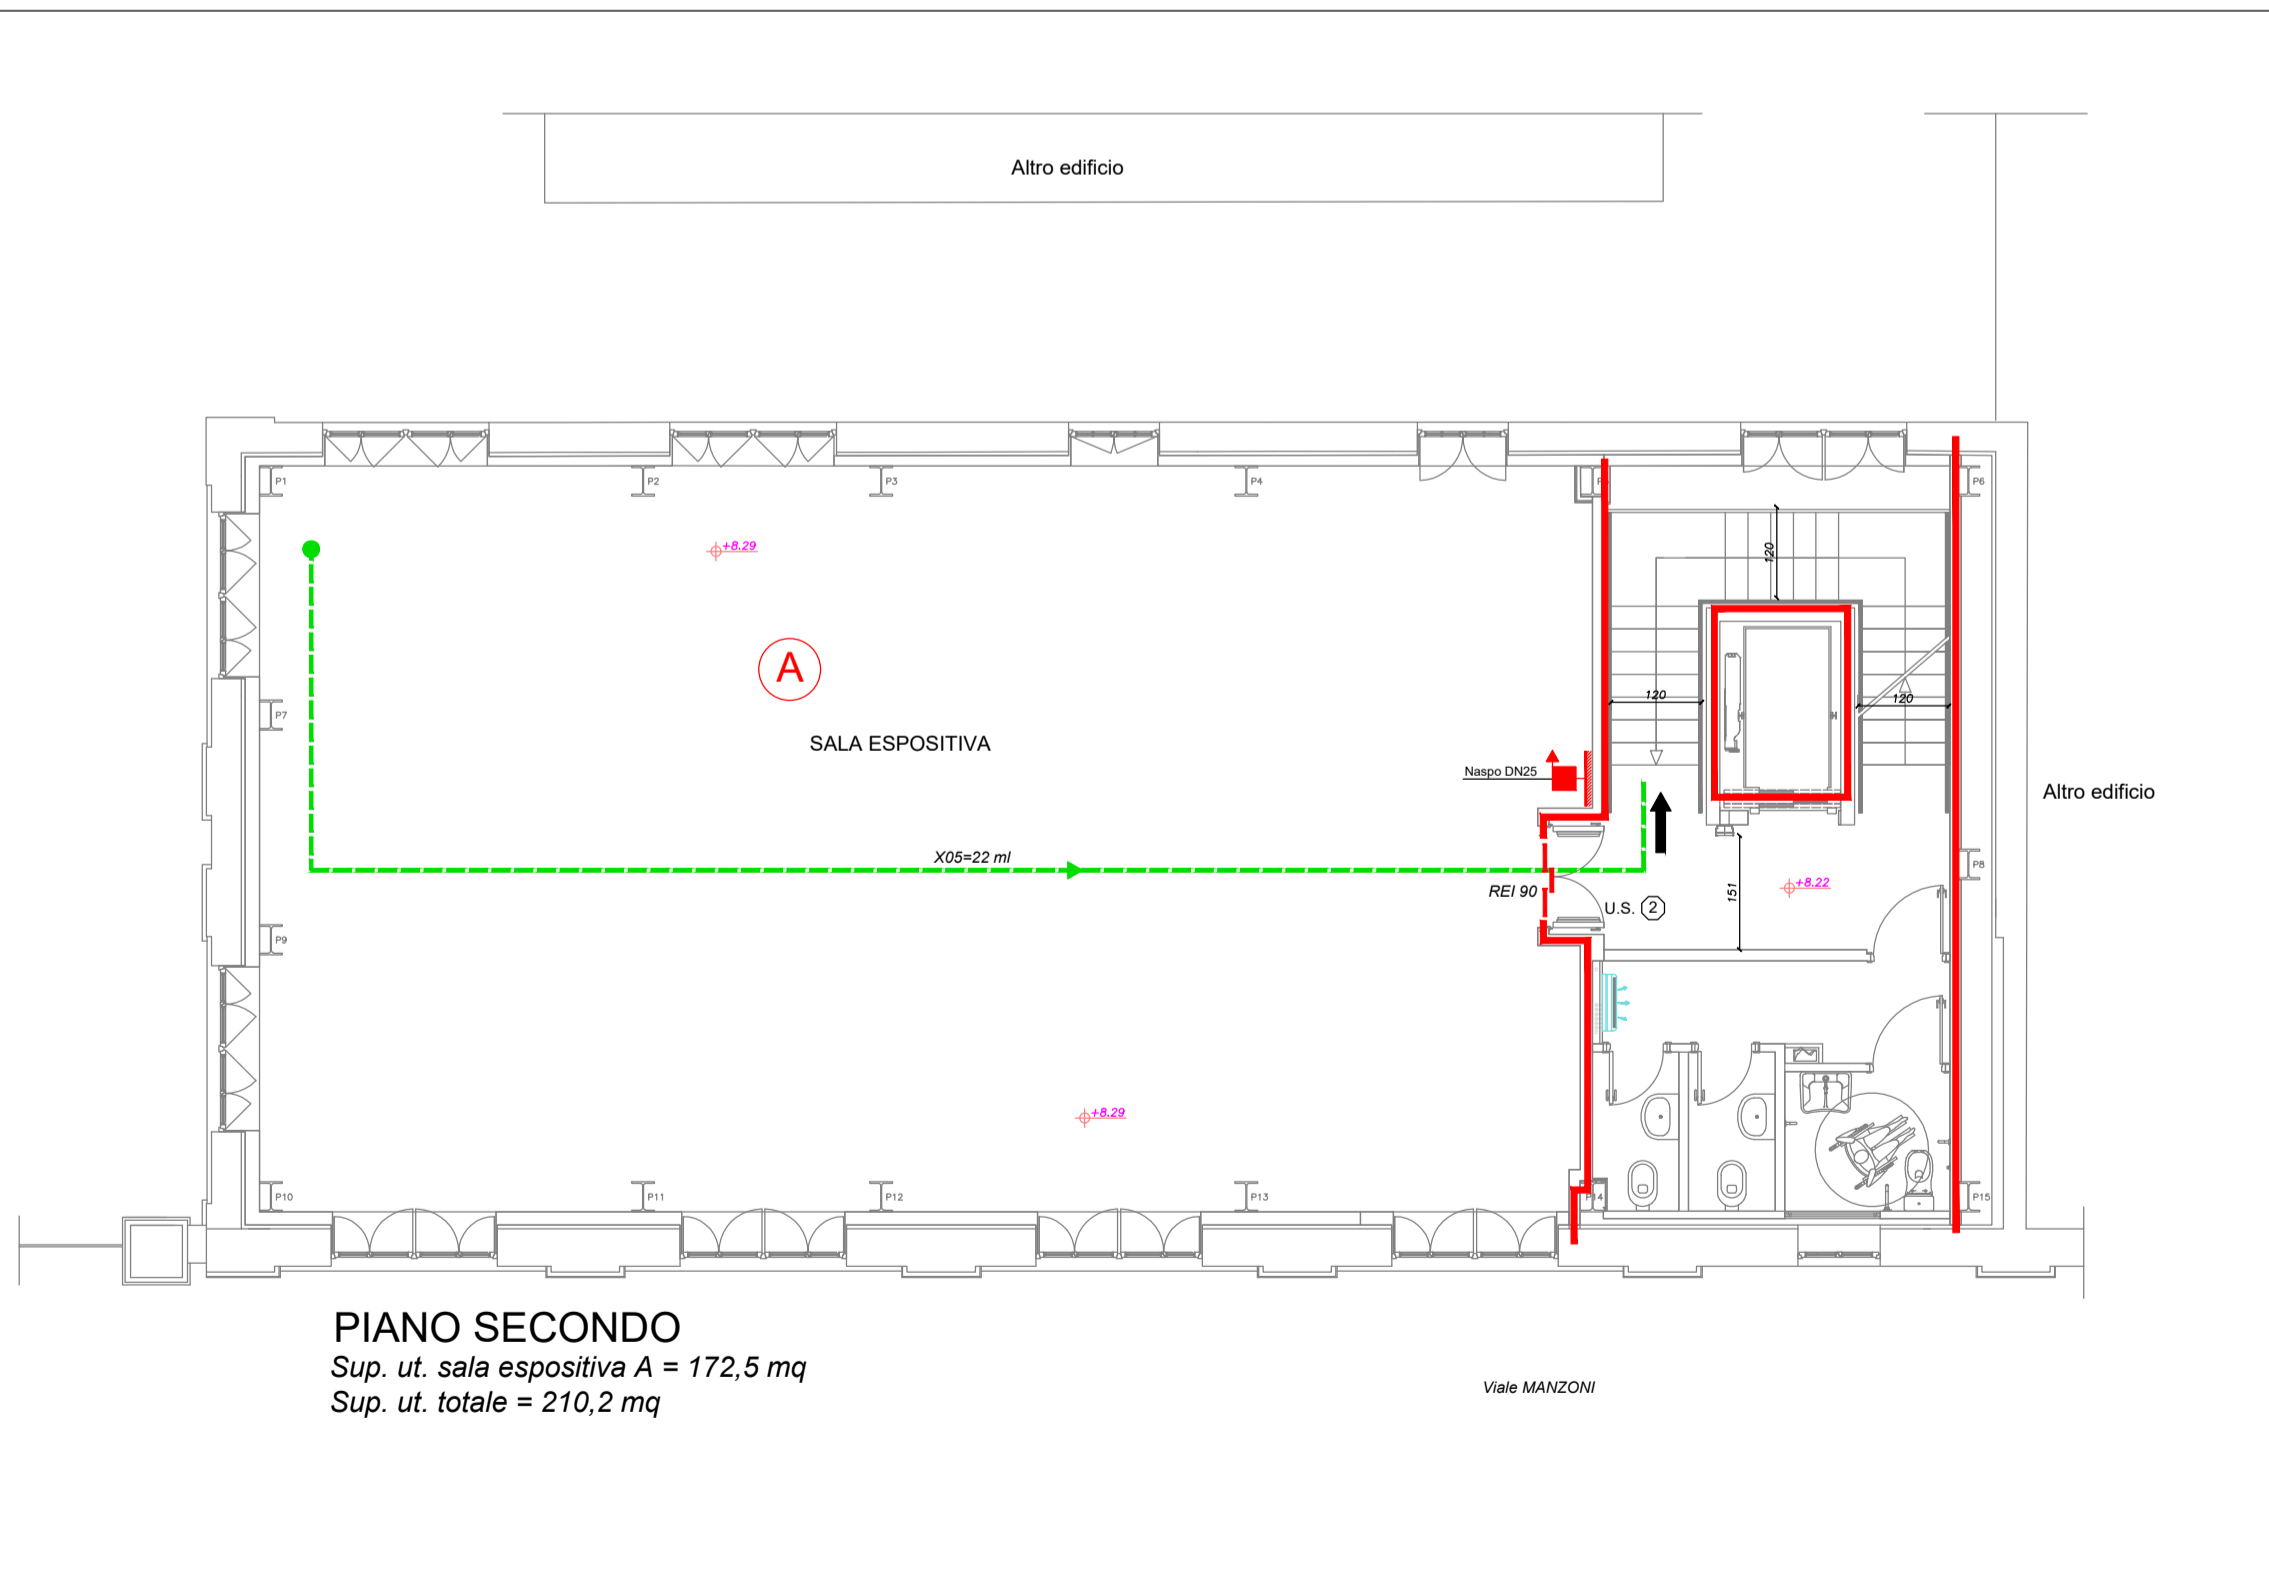 Altro edificio
P1
P2
P3
P4
P6
+8.29
120
A
120
120
P7
SALA ESPOSITIVA
Naspo DN25
Altro edificio
X05=22 ml
P8
REI 90
+8.22
151
U.S. 2
P9
+8.29
P10
P11
P12
P13
P14
P15
PIANO SECONDO
Sup. ut. sala espositiva A = 172,5 mq
Sup. ut. totale = 210,2 mq
Viale MANZONI